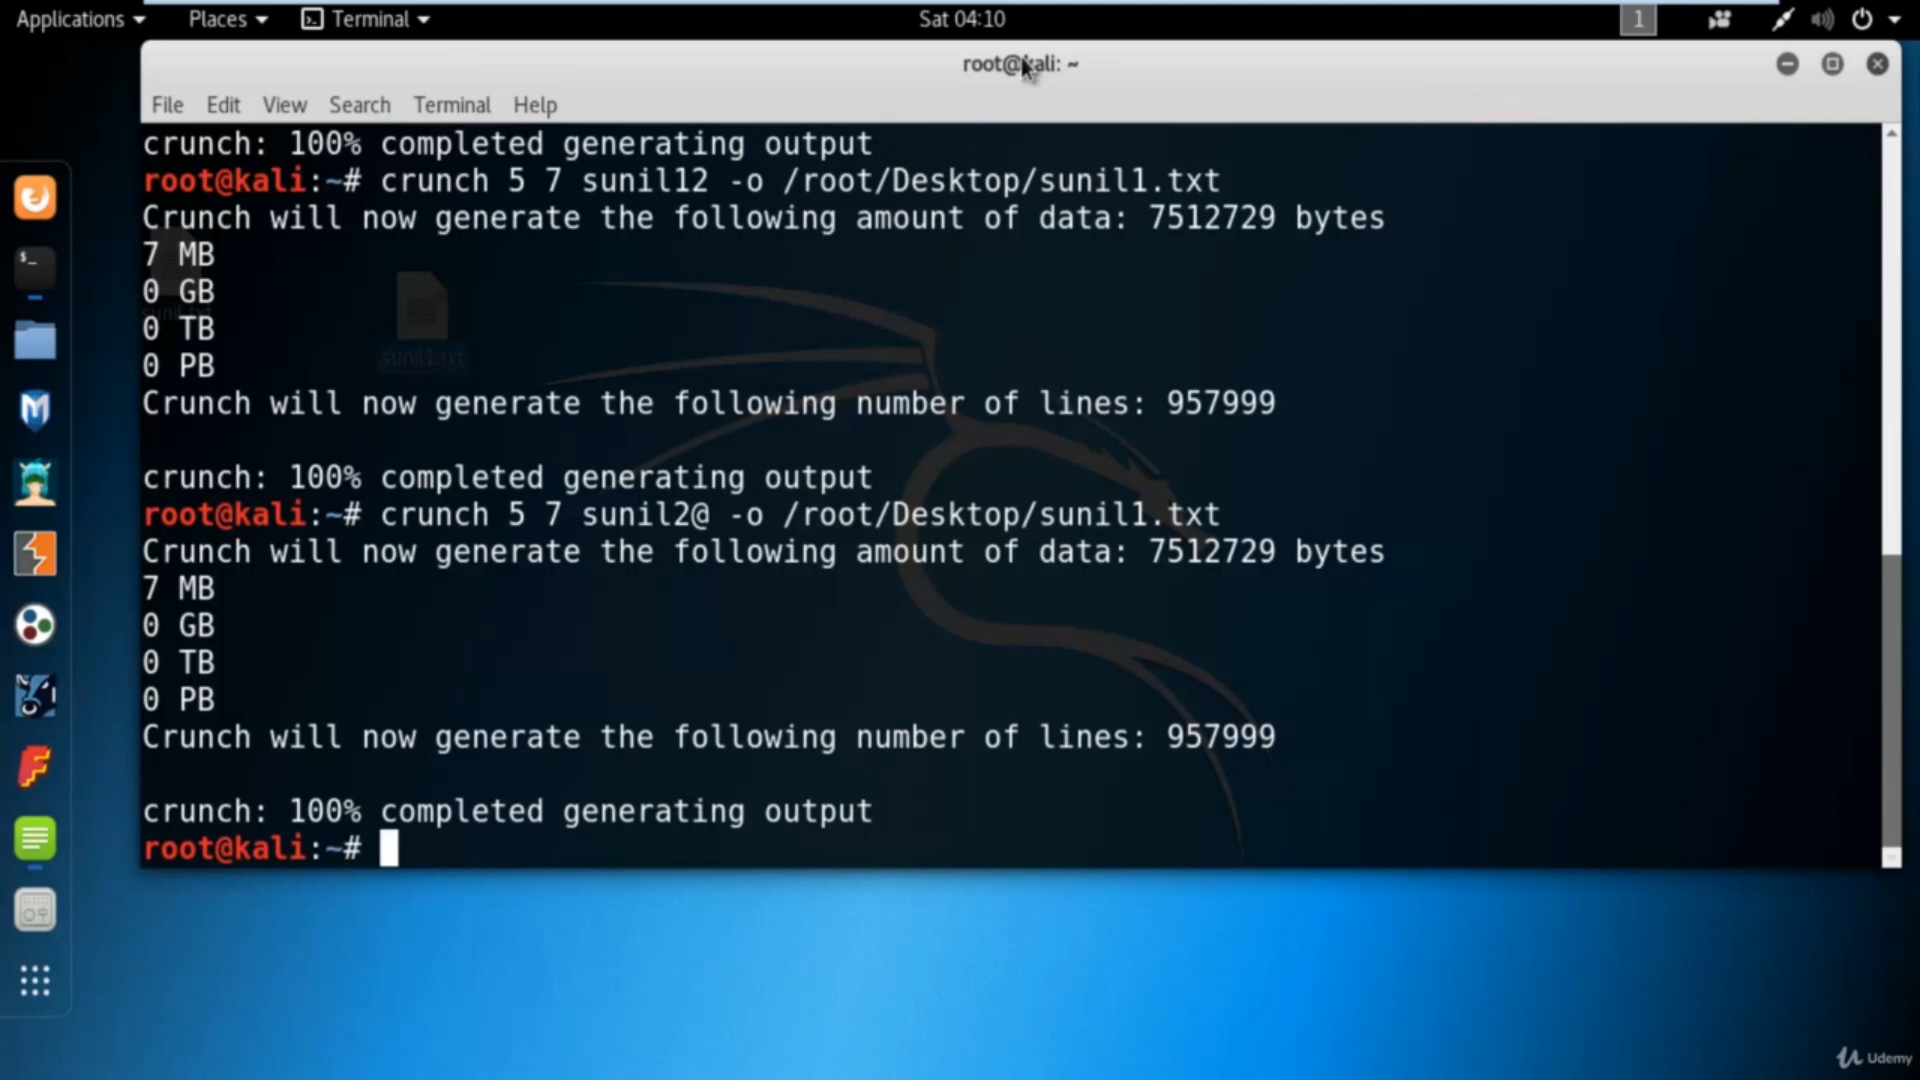 Applications Places Terminal Sat 04:10 1
root@kali: ~
File Edit View Search Terminal Help
crunch: 100% completed generating output
root@kali:~# crunch 5 7 sunil12 -o /root/Desktop/sunil1.txt
Crunch will now generate the following amount of data: 7512729 bytes
7 MB
0 GB
0 TB
0 PB
Crunch will now generate the following number of lines: 957999
crunch: 100% completed generating output
root@kali:~# crunch 5 7 sunil2@ -o /root/Desktop/sunil1.txt
Crunch will now generate the following amount of data: 7512729 bytes
7 MB
0 GB
0 TB
0 PB
Crunch will now generate the following number of lines: 957999
crunch: 100% completed generating output
root@kali:~#
sunil1.txt
Udemy